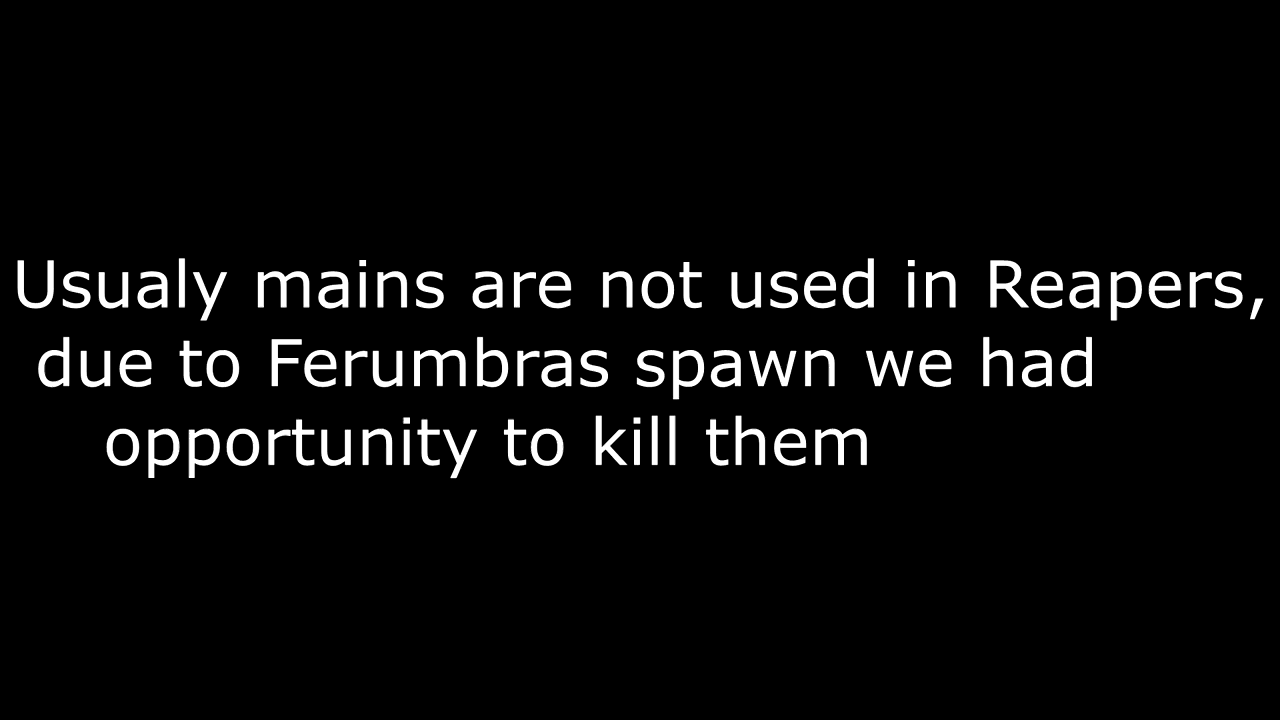 Usualy mains are not used in Reapers,
due to Ferumbras spawn we had
opportunity to kill them